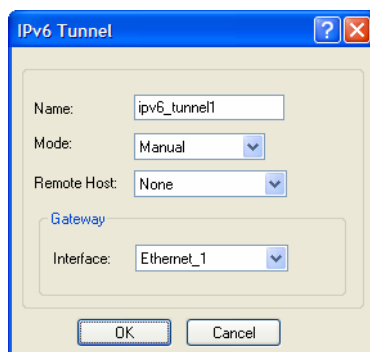 IPv6 Tunnel
Name: ipv6_tunnel1
Mode: Manual
Remote Host: None
Gateway
Interface: Ethernet_1
OK Cancel